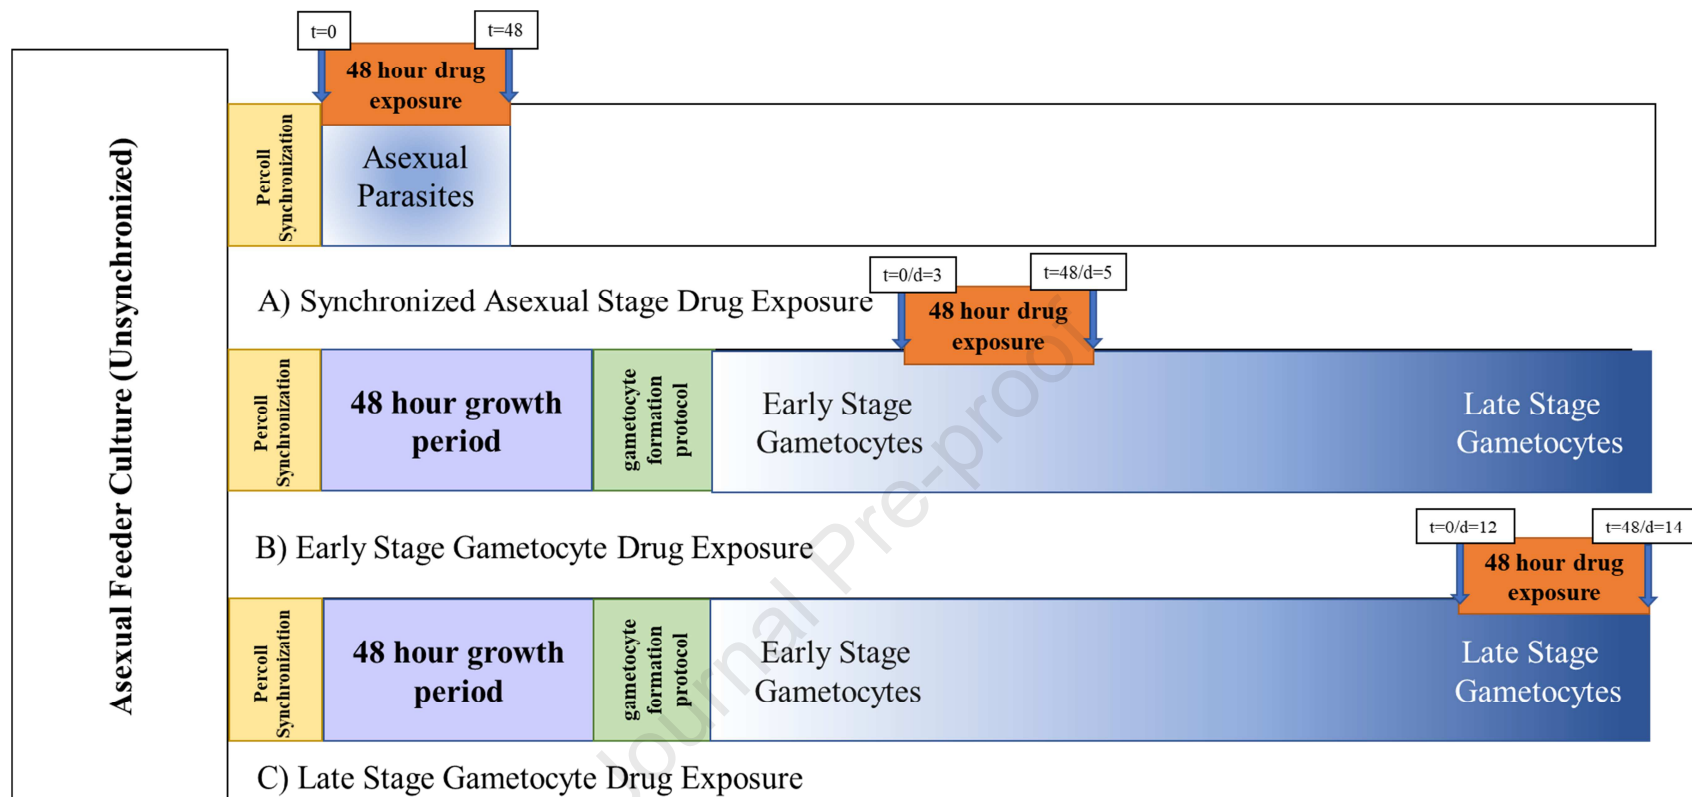 Asexual Feeder Culture (Unsynchronized)
t=0
t=48
48 hour drug
exposure
Percoll
Synchronization
Asexual
Parasites
A) Synchronized Asexual Stage Drug Exposure
t=0/d=3
t=48/d=5
48 hour drug
exposure
Percoll
Synchronization
48 hour growth
period
gametocyte
formation
protocol
Early Stage
Gametocytes
Late Stage
Gametocytes
B) Early Stage Gametocyte Drug Exposure
t=0/d=12
t=48/d=14
48 hour drug
exposure
Percoll
Synchronization
48 hour growth
period
gametocyte
formation
protocol
Early Stage
Gametocytes
Late Stage
Gametocytes
C) Late Stage Gametocyte Drug Exposure
Journal Pre-proof